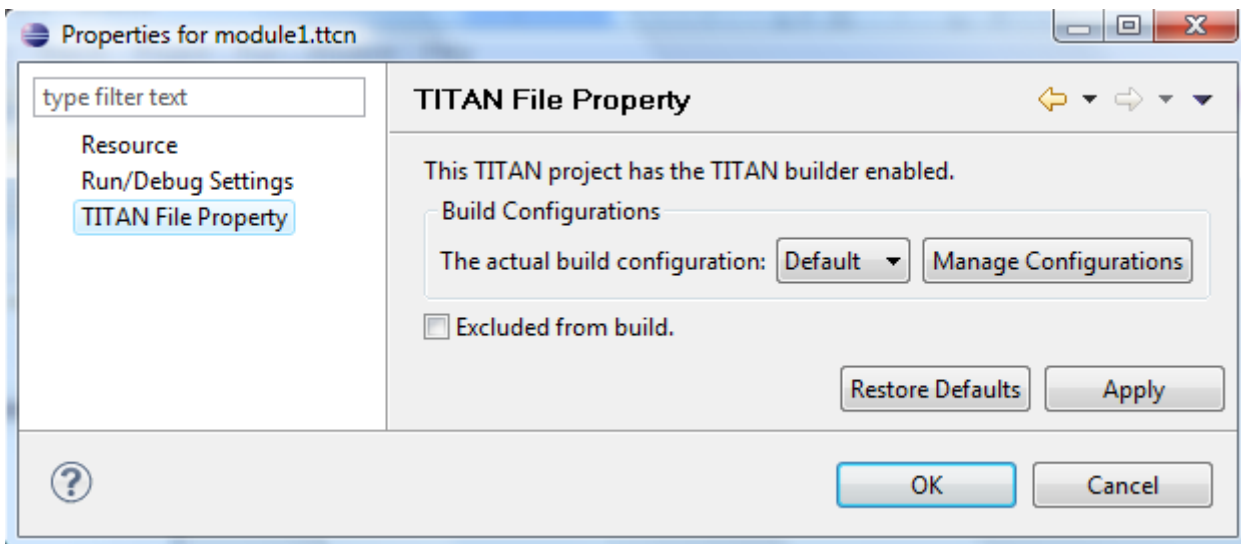 Properties for module1.ttcn
type filter text
Resource
Run/Debug Settings
TITAN File Property
TITAN File Property
This TITAN project has the TITAN builder enabled.
Build Configurations
The actual build configuration: Default Manage Configurations
Excluded from build.
Restore Defaults Apply
OK Cancel